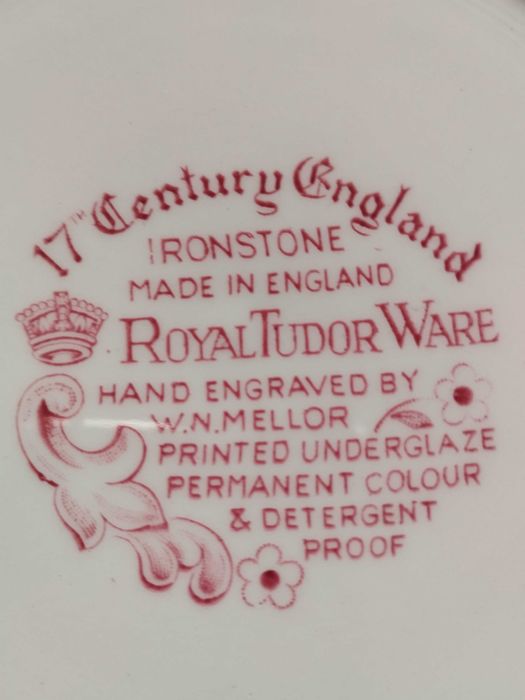 17TH Century England
IRONSTONE
MADE IN ENGLAND
ROYAL TUDOR WARE
HAND ENGRAVED BY
W.N.MELLOR
PRINTED UNDERGLAZE
PERMANENT COLOUR
& DETERGENT
PROOF